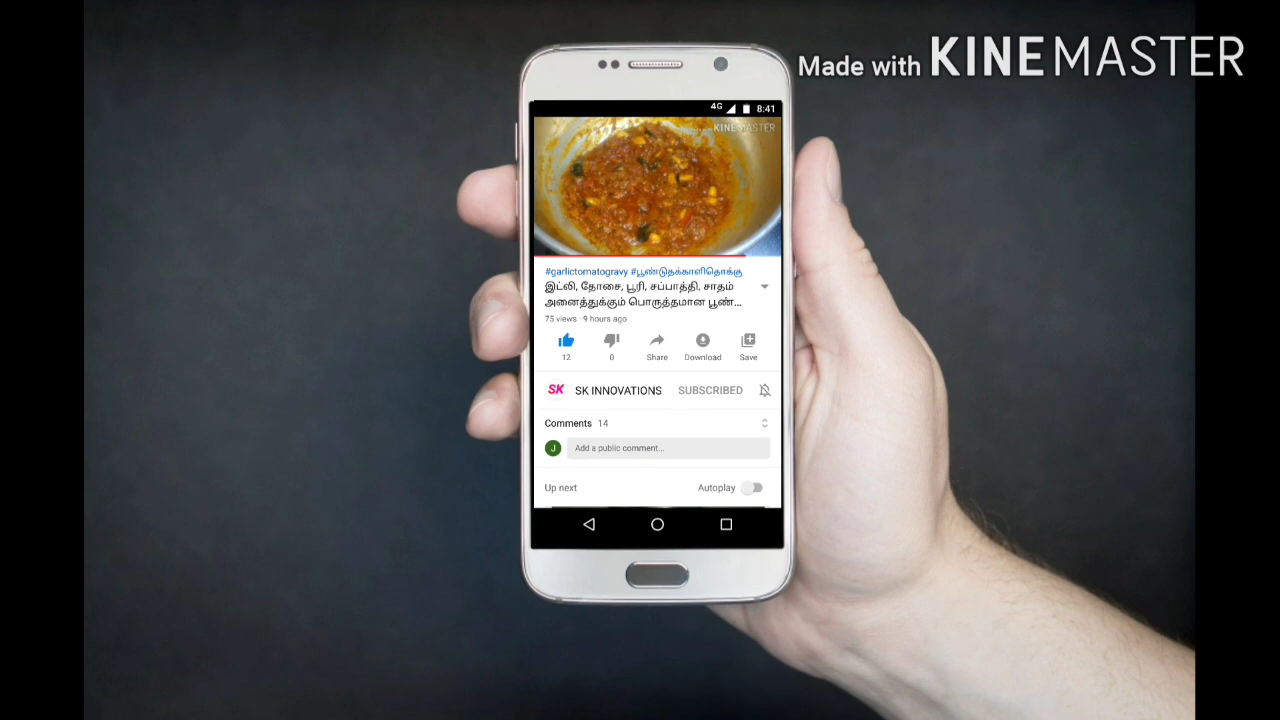 Made with KINEMASTER
4G 8:41
KINEMASTER
#garlictomatogravy #பூண்டுதக்காளிதொக்கு
இட்லி, தோசை, பூரி, சப்பாத்தி, சாதம்
அனைத்துக்கும் பொருத்தமான பூண்...
75 views · 9 hours ago
12 0 Share Download Save
SK SK INNOVATIONS SUBSCRIBED
Comments 14
J Add a public comment...
Up next Autoplay